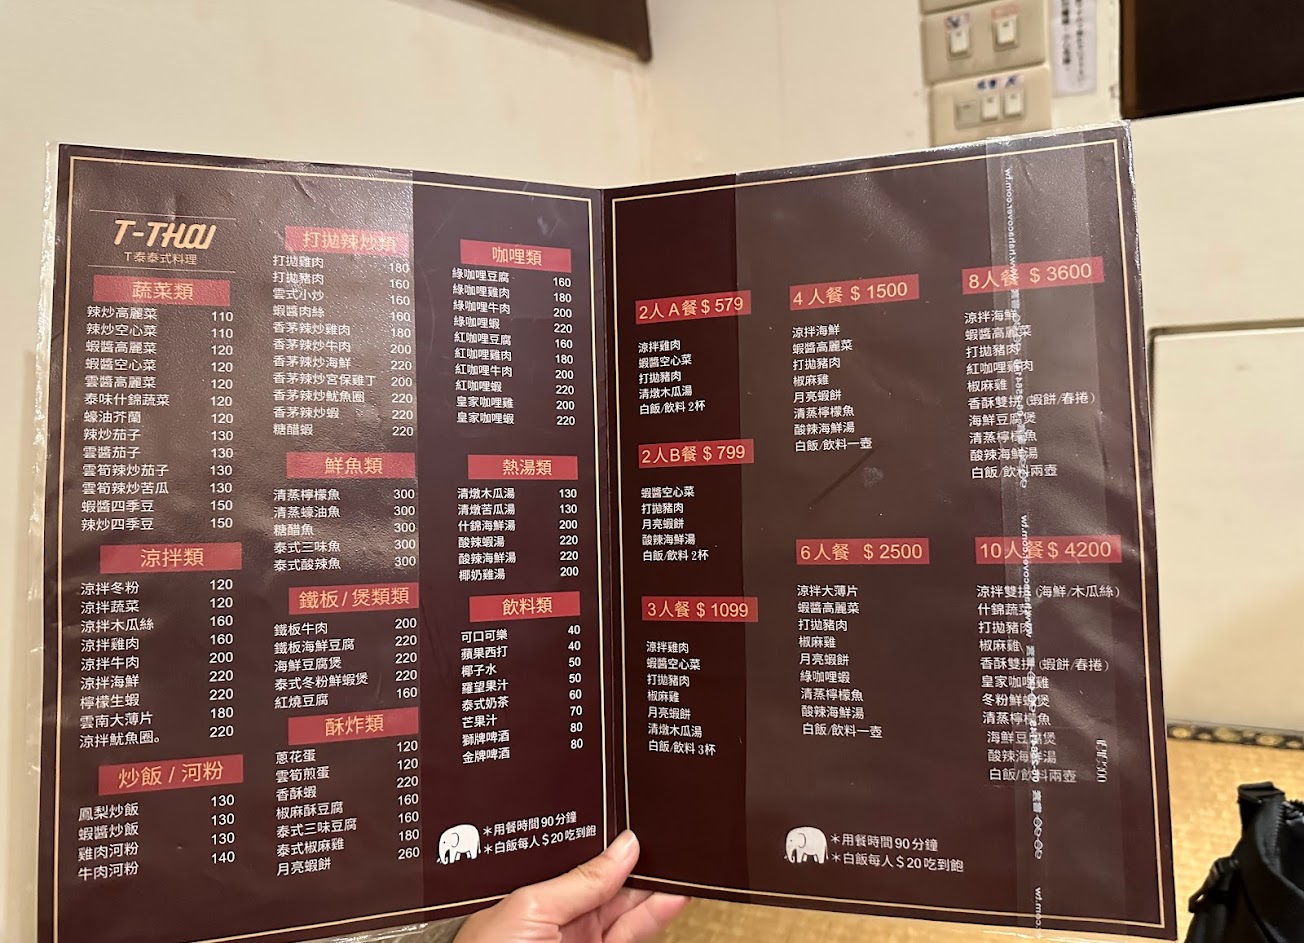 T-THAI
T泰泰式料理
蔬菜類
辣炒高麗菜 110
辣炒空心菜 110
蝦醬高麗菜 120
蝦醬空心菜 120
雲醬高麗菜 120
泰味什錦蔬菜 120
蠔油芥蘭 120
辣炒茄子 130
雲醬茄子 130
雲筍辣炒茄子 130
雲筍辣炒苦瓜 130
蝦醬四季豆 150
辣炒四季豆 150
涼拌類
涼拌冬粉 120
涼拌蔬菜 120
涼拌木瓜絲 160
涼拌雞肉 160
涼拌牛肉 200
涼拌海鮮 220
檸檬生蝦 220
雲南大薄片 180
涼拌魷魚圈。 220
炒飯 / 河粉
鳳梨炒飯 130
蝦醬炒飯 130
雞肉河粉 130
牛肉河粉 140
打拋辣炒類
打拋雞肉 180
打拋豬肉 160
雲式小炒 160
蝦醬肉絲 160
香茅辣炒雞肉 180
香茅辣炒牛肉 200
香茅辣炒海鮮 220
香茅辣炒宮保雞丁 200
香茅辣炒魷魚圈 220
香茅辣炒蝦 220
糖醋蝦 220
鮮魚類
清蒸檸檬魚 300
清蒸蠔油魚 300
糖醋魚 300
泰式三味魚 300
泰式酸辣魚 300
鐵板 / 煲類類
鐵板牛肉 200
鐵板海鮮豆腐 220
海鮮豆腐煲 220
泰式冬粉鮮蝦煲 220
紅燒豆腐 160
酥炸類
蔥花蛋 120
雲筍煎蛋 120
香酥蝦 220
椒麻酥豆腐 160
泰式三味豆腐 160
泰式椒麻雞 180
月亮蝦餅 260
咖哩類
綠咖哩豆腐 160
綠咖哩雞肉 180
綠咖哩牛肉 200
綠咖哩蝦 220
紅咖哩豆腐 160
紅咖哩雞肉 180
紅咖哩牛肉 200
紅咖哩蝦 220
皇家咖哩雞 200
皇家咖哩蝦 220
熱湯類
清燉木瓜湯 130
清燉苦瓜湯 130
什錦海鮮湯 200
酸辣蝦湯 220
酸辣海鮮湯 220
椰奶雞湯 200
飲料類
可口可樂 40
蘋果西打 40
椰子水 50
羅望果汁 50
泰式奶茶 60
芒果汁 70
獅牌啤酒 80
金牌啤酒 80
＊用餐時間90分鐘
＊白飯每人＄20吃到飽
2人A餐 $ 579
涼拌雞肉
蝦醬空心菜
打拋豬肉
清燉木瓜湯
白飯/飲料 2杯
2人B餐 $ 799
蝦醬空心菜
打拋豬肉
月亮蝦餅
酸辣海鮮湯
白飯/飲料 2杯
3人餐 $ 1099
涼拌雞肉
蝦醬空心菜
打拋豬肉
椒麻雞
月亮蝦餅
清燉木瓜湯
白飯/飲料 3杯
4 人餐 $ 1500
涼拌海鮮
蝦醬高麗菜
打拋豬肉
椒麻雞
月亮蝦餅
清蒸檸檬魚
酸辣海鮮湯
白飯/飲料一壺
6人餐 $ 2500
涼拌大薄片
蝦醬高麗菜
打拋豬肉
椒麻雞
月亮蝦餅
綠咖哩蝦
清蒸檸檬魚
酸辣海鮮湯
白飯/飲料一壺
8人餐 $ 3600
涼拌海鮮
蝦醬高麗菜
打拋豬肉
紅咖哩雞肉
椒麻雞
香酥雙拼(蝦餅/春捲)
海鮮豆腐煲
清蒸檸檬魚
酸辣海鮮湯
白飯/飲料兩壺
10人餐 $ 4200
涼拌雙拼(海鮮/木瓜絲)
什錦蔬菜
打拋豬肉
椒麻雞
香酥雙拼(蝦餅/春捲)
皇家咖哩雞
冬粉鮮蝦煲
清蒸檸檬魚
海鮮豆腐煲
酸辣海鮮湯
白飯/飲料兩壺
＊用餐時間90分鐘
＊白飯每人＄20吃到飽